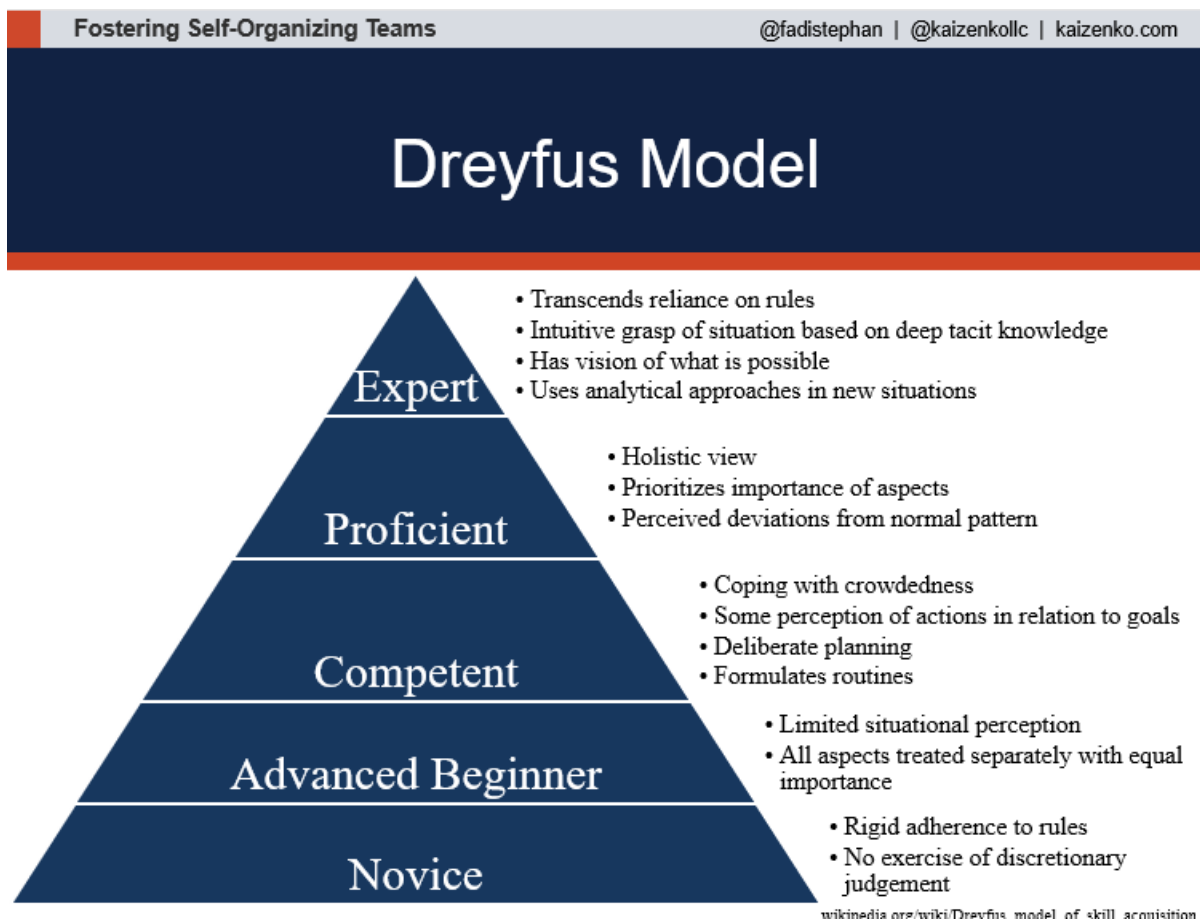 Fostering Self-Organizing Teams
@fadistephan | @kaizenkollc | kaizenko.com
Dreyfus Model
Expert
• Transcends reliance on rules
• Intuitive grasp of situation based on deep tacit knowledge
• Has vision of what is possible
• Uses analytical approaches in new situations
Proficient
• Holistic view
• Prioritizes importance of aspects
• Perceived deviations from normal pattern
Competent
• Coping with crowdedness
• Some perception of actions in relation to goals
• Deliberate planning
• Formulates routines
Advanced Beginner
• Limited situational perception
• All aspects treated separately with equal
importance
Novice
• Rigid adherence to rules
• No exercise of discretionary
judgement
wikipedia.org/wiki/Dreyfus_model_of_skill_acquisition